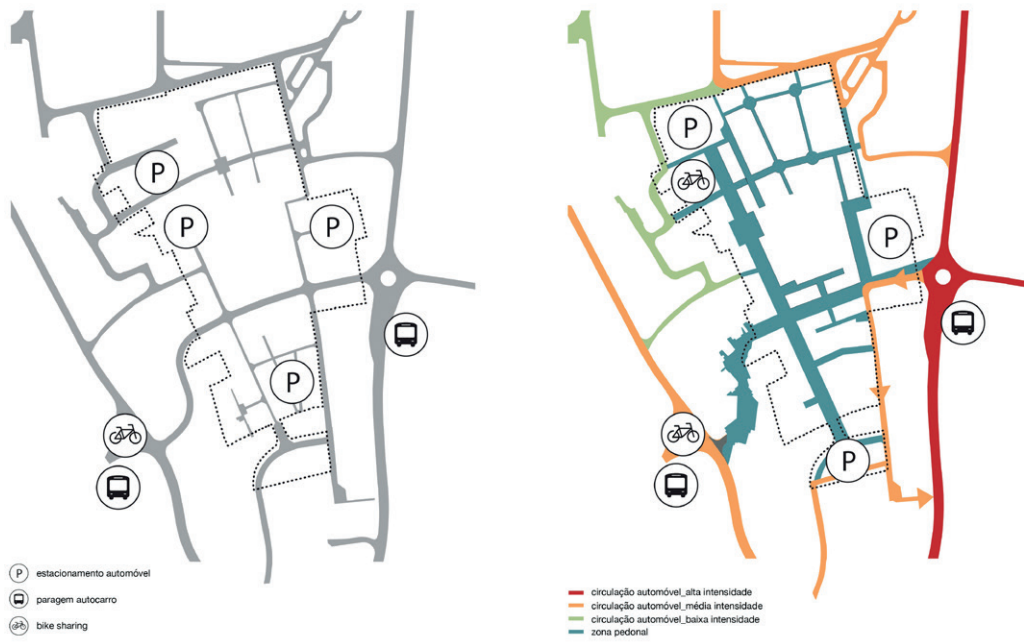 P
P
P
P
P
P
P
P estacionamento automóvel
paragem autocarro
bike sharing
circulação automóvel_alta intensidade
circulação automóvel_média intensidade
circulação automóvel_baixa intensidade
zona pedonal